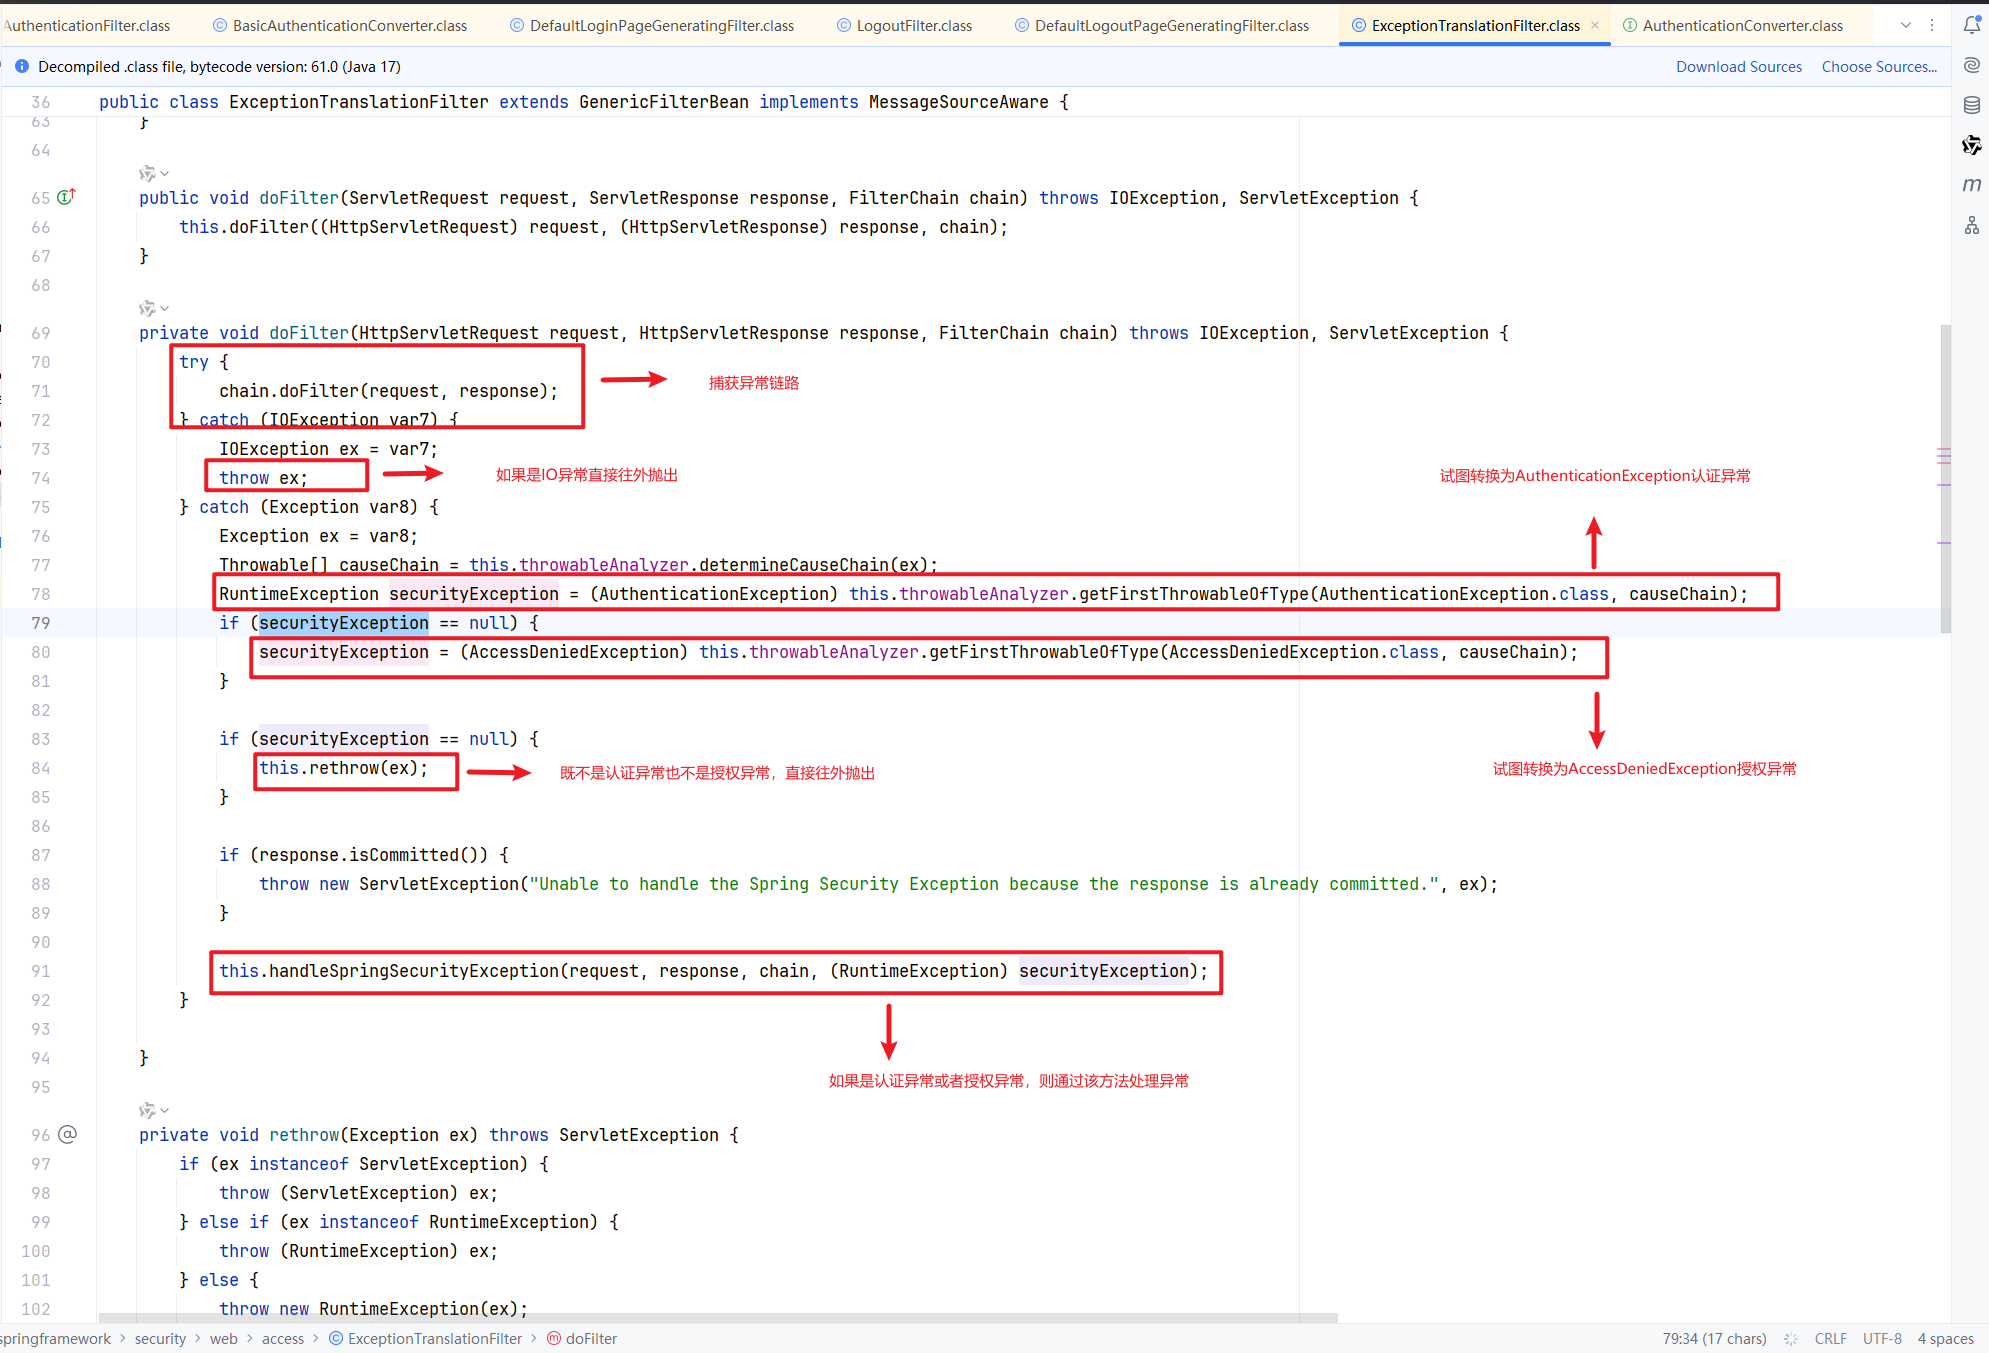 AuthenticationFilter.class BasicAuthenticationConverter.class DefaultLoginPageGeneratingFilter.class LogoutFilter.class DefaultLogoutPageGeneratingFilter.class ExceptionTranslationFilter.class AuthenticationConverter.class
Decompiled .class file, bytecode version: 61.0 (Java 17) Download Sources Choose Sources...
36 public class ExceptionTranslationFilter extends GenericFilterBean implements MessageSourceAware {
63 }
64
65 public void doFilter(ServletRequest request, ServletResponse response, FilterChain chain) throws IOException, ServletException {
66 this.doFilter((HttpServletRequest) request, (HttpServletResponse) response, chain);
67 }
68
69 private void doFilter(HttpServletRequest request, HttpServletResponse response, FilterChain chain) throws IOException, ServletException {
70 try {
捕获异常链路
71 chain.doFilter(request, response);
72 } catch (IOException var7) {
73 IOException ex = var7;
74 throw ex; 如果是IO异常直接往外抛出
试图转换为AuthenticationException认证异常
75 } catch (Exception var8) {
76 Exception ex = var8;
77 Throwable[] causeChain = this.throwableAnalyzer.determineCauseChain(ex);
78 RuntimeException securityException = (AuthenticationException) this.throwableAnalyzer.getFirstThrowableOfType(AuthenticationException.class, causeChain);
79 if (securityException == null) {
80 securityException = (AccessDeniedException) this.throwableAnalyzer.getFirstThrowableOfType(AccessDeniedException.class, causeChain);
81 }
82
83 if (securityException == null) {
84 this.rethrow(ex); 既不是认证异常也不是授权异常，直接往外抛出
试图转换为AccessDeniedException授权异常
85 }
86
87 if (response.isCommitted()) {
88 throw new ServletException("Unable to handle the Spring Security Exception because the response is already committed.", ex);
89 }
90
91 this.handleSpringSecurityException(request, response, chain, (RuntimeException) securityException);
92 }
93
94 }
如果是认证异常或者授权异常，则通过该方法处理异常
95
96 private void rethrow(Exception ex) throws ServletException {
97 if (ex instanceof ServletException) {
98 throw (ServletException) ex;
99 } else if (ex instanceof RuntimeException) {
100 throw (RuntimeException) ex;
101 } else {
102 throw new RuntimeException(ex);
springframework > security > web > access > ExceptionTranslationFilter > doFilter 79:34 (17 chars) CRLF UTF-8 4 spaces